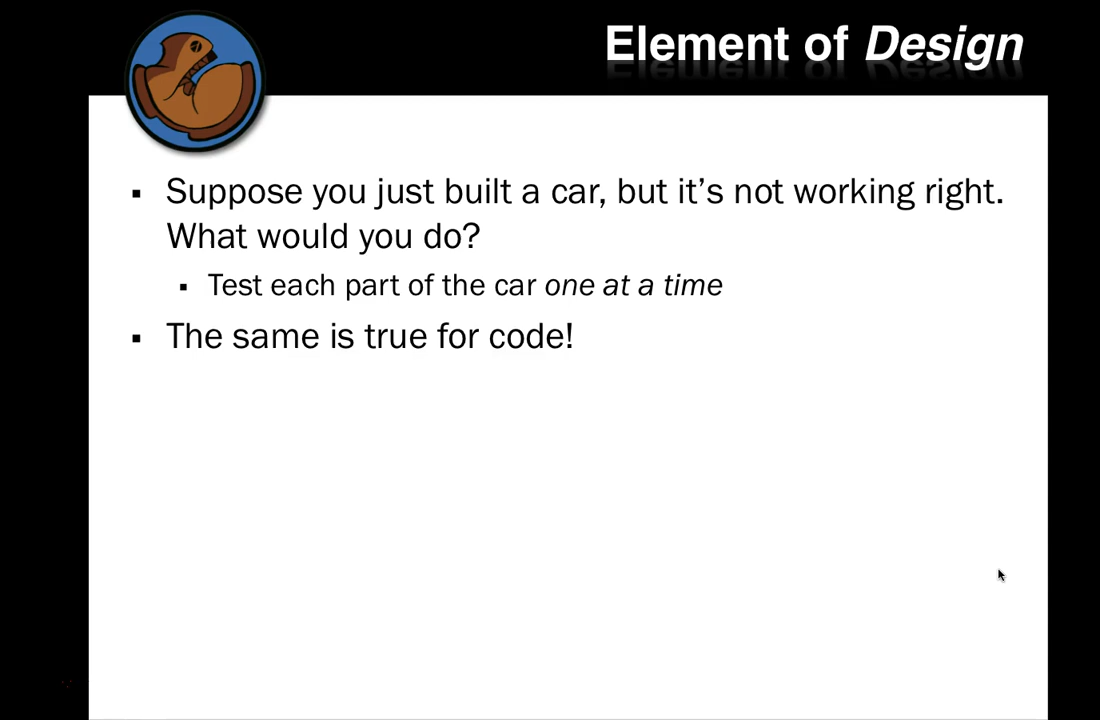 Element of Design
▪ Suppose you just built a car, but it’s not working right.
What would you do?
▪ Test each part of the car one at a time
▪ The same is true for code!